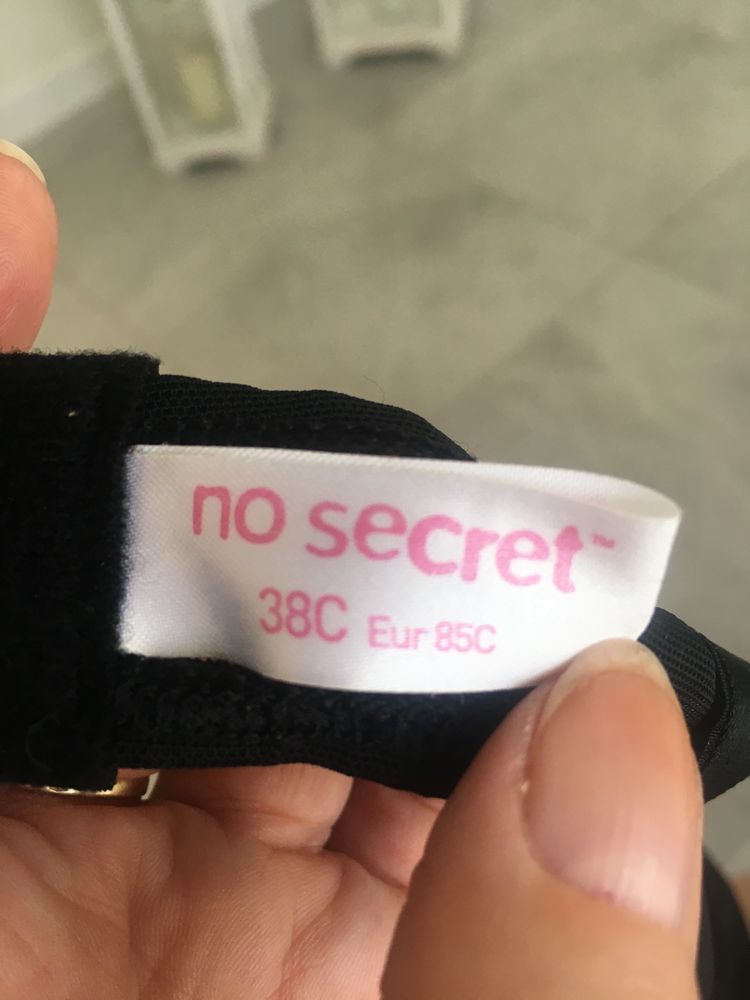 no secret™
38C Eur 85C